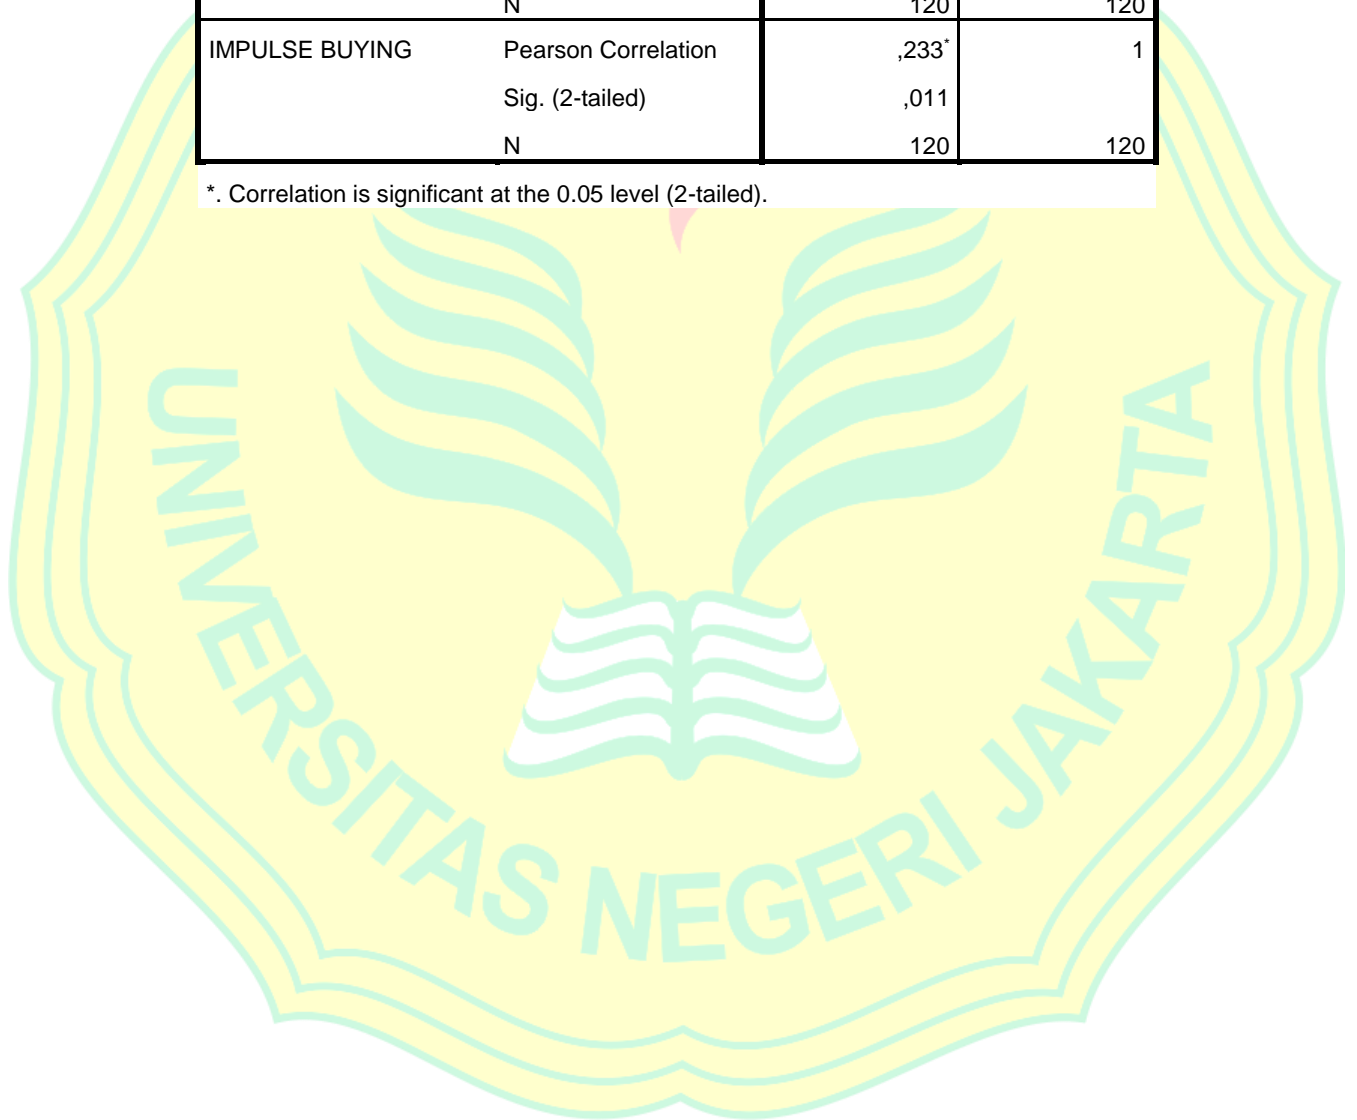 N 120 120
IMPULSE BUYING Pearson Correlation ,233* 1
Sig. (2-tailed) ,011
N 120 120
*. Correlation is significant at the 0.05 level (2-tailed).
UNIVERSITAS NEGERI JAKARTA